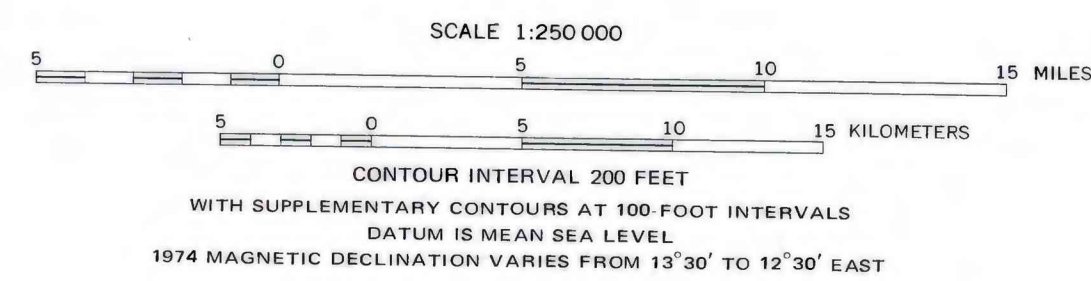 SCALE 1:250 000
5 0 5 10 15 MILES
5 0 5 10 15 KILOMETERS
CONTOUR INTERVAL 200 FEET
WITH SUPPLEMENTARY CONTOURS AT 100-FOOT INTERVALS
DATUM IS MEAN SEA LEVEL
1974 MAGNETIC DECLINATION VARIES FROM 13°30′ TO 12°30′ EAST